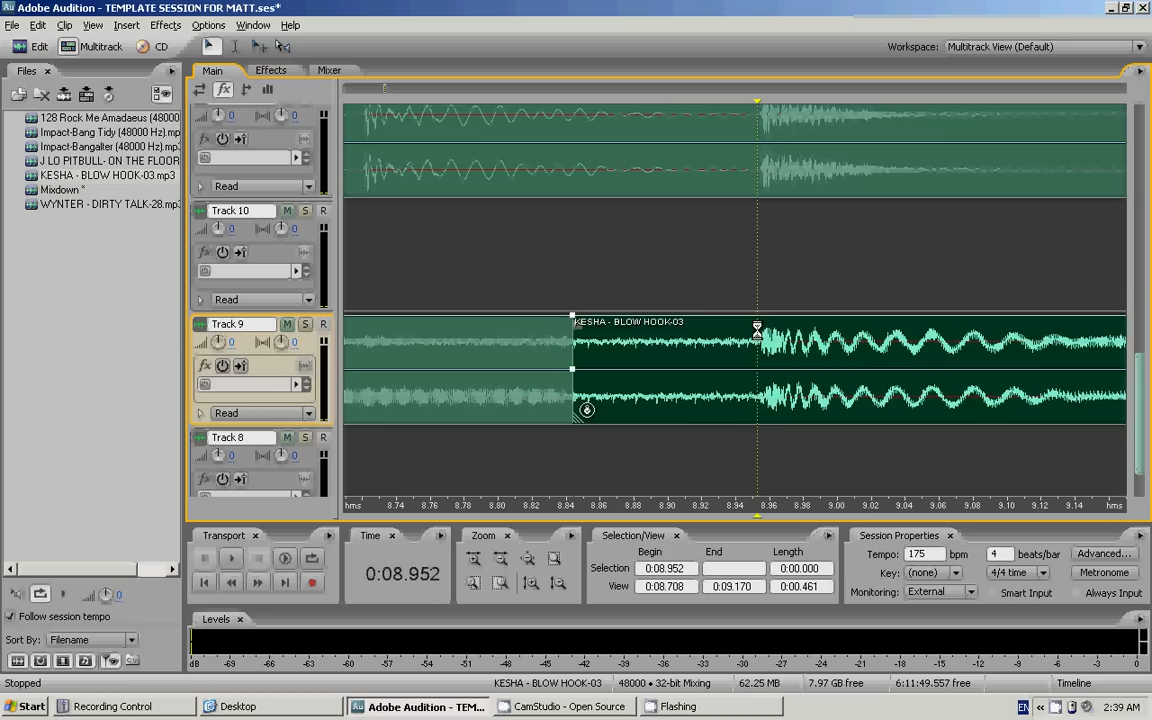 Adobe Audition - TEMPLATE SESSION FOR MATT.ses*
File Edit View Insert Effects Options Window Help
Edit Multitrack CD
Workspace: Multitrack View (Default)
Files
Main Effects Mixer
128 Rock Me Amadaeus (48000
Impact-Bang Tidy (48000 Hz).mp
Impact-Bangalter (48000 Hz).mp3
J LO PITBULL- ON THE FLOOR
KESHA - BLOW HOOK-03.mp3
Mixdown *
WYNTER - DIRTY TALK-28.mp3
0 0
Read
Track 10 M S R
0 0
Read
Track 9 M S R
0 0
Read
KESHA - BLOW HOOK-03
Track 8 M S R
0 0
hms 8.74 8.76 8.78 8.80 8.82 8.84 8.86 8.88 8.90 8.92 8.94 8.96 8.98 9.00 9.02 9.04 9.06 9.08 9.10 9.12 9.14 hms
0
Follow session tempo
Sort By: Filename
Transport
Time
0:08.952
Zoom
Selection/View
Begin End Length
Selection 0:08.952 0:00.000
View 0:08.708 0:09.170 0:00.461
Session Properties
Tempo: 175 bpm 4 beats/bar Advanced...
Key: (none) 4/4 time Metronome
Monitoring: External Smart Input Always Input
Levels
dB -69 -66 -63 -60 -57 -54 -51 -48 -45 -42 -39 -36 -33 -30 -27 -24 -21 -18 -15 -12 -9 -6 -3 0
Stopped KESHA - BLOW HOOK-03 48000 • 32-bit Mixing 62.25 MB 7.97 GB free 6:11:49.557 free Timeline
Start Recording Control Desktop Adobe Audition - TEM... CamStudio - Open Source Flashing EN 2:39 AM